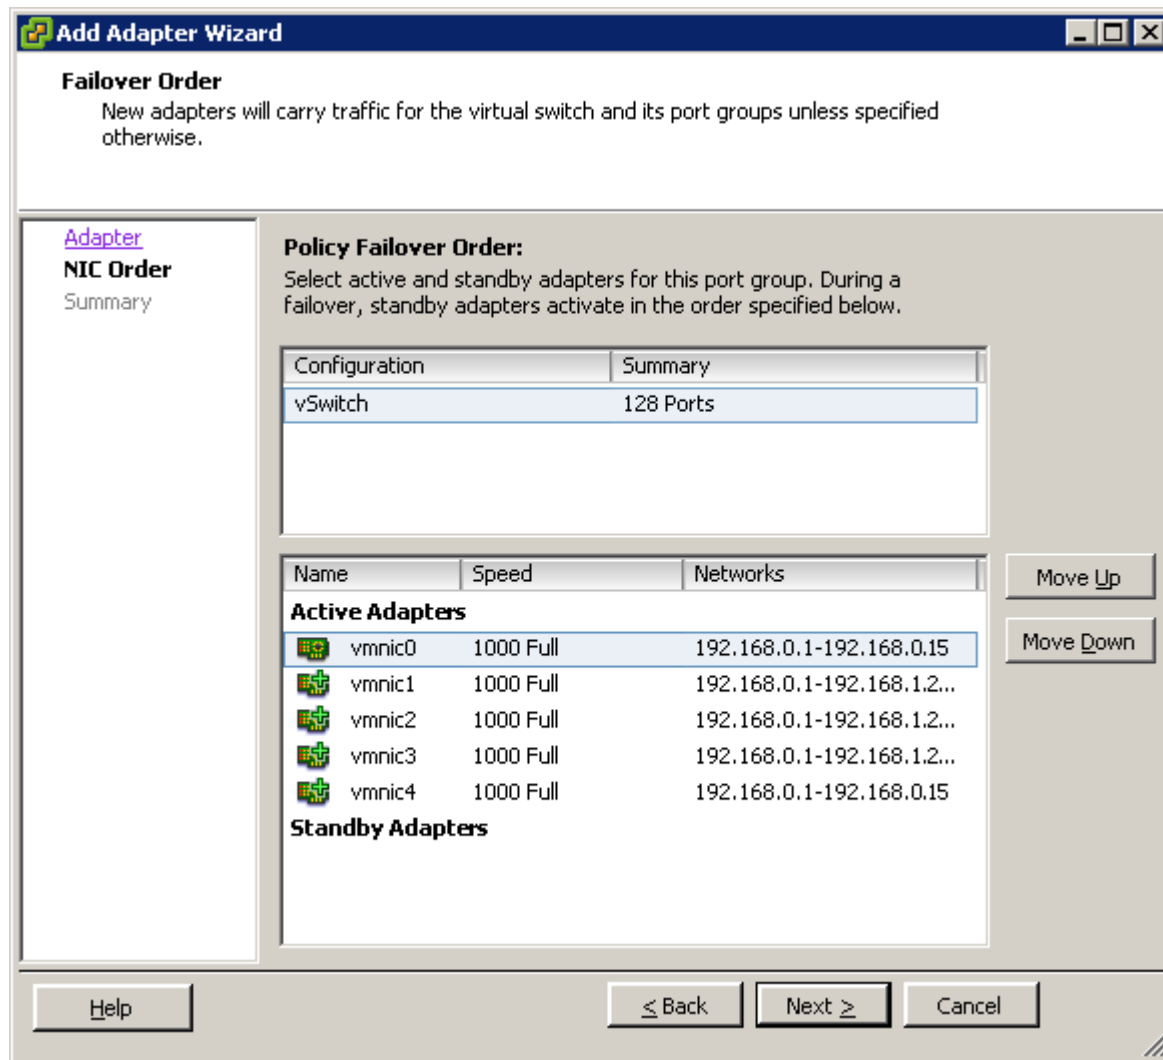 Add Adapter Wizard
Failover Order
New adapters will carry traffic for the virtual switch and its port groups unless specified
otherwise.
Adapter
NIC Order
Summary
Policy Failover Order:
Select active and standby adapters for this port group. During a
failover, standby adapters activate in the order specified below.
Configuration Summary
vSwitch 128 Ports
Name Speed Networks
Active Adapters
vmnic0 1000 Full 192.168.0.1-192.168.0.15
vmnic1 1000 Full 192.168.0.1-192.168.1.2...
vmnic2 1000 Full 192.168.0.1-192.168.1.2...
vmnic3 1000 Full 192.168.0.1-192.168.1.2...
vmnic4 1000 Full 192.168.0.1-192.168.0.15
Standby Adapters
Move Up
Move Down
Help
≤ Back
Next ≥
Cancel